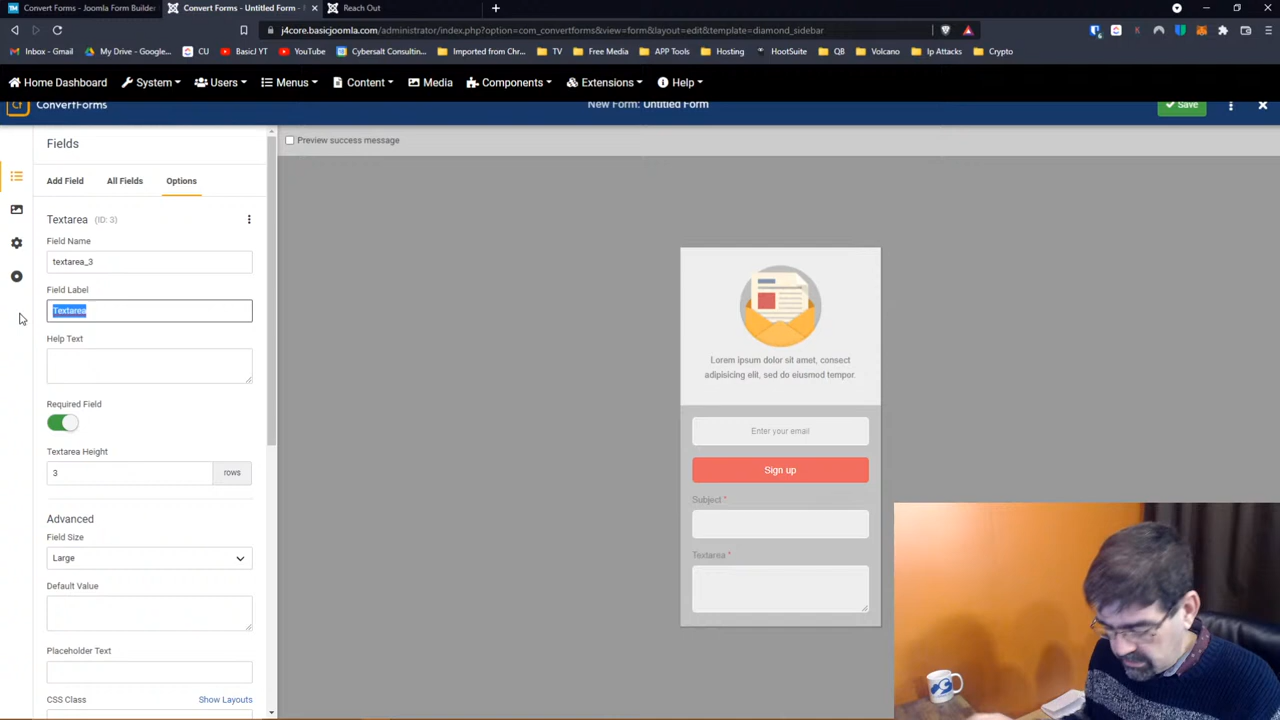 Convert Forms - Joomla Form Builder
Convert Forms - Untitled Form -
Reach Out
j4core.basicjoomla.com/administrator/index.php?option=com_convertforms&view=form&layout=edit&template=diamond_sidebar
Inbox - Gmail
My Drive - Google...
CU
Basic YT
YouTube
Cybersalt Consulting...
Imported from Chr...
TV
Free Media
APP Tools
Hosting
HootSuite
QB
Volcano
Ip Attacks
Crypto
Home Dashboard
System
Users
Menus
Content
Media
Components
Extensions
Help
Cf
ConvertForms
New Form: Untitled Form
Save
Fields
Preview success message
Add Field
All Fields
Options
Textarea (ID: 3)
Field Name
textarea_3
Field Label
Textarea
Help Text
Required Field
Textarea Height
3
rows
Advanced
Field Size
Large
Default Value
Placeholder Text
CSS Class
Show Layouts
Lorem ipsum dolor sit amet, consect
adipisicing elit, sed do eiusmod tempor.
Enter your email
Sign up
Subject *
Textarea *